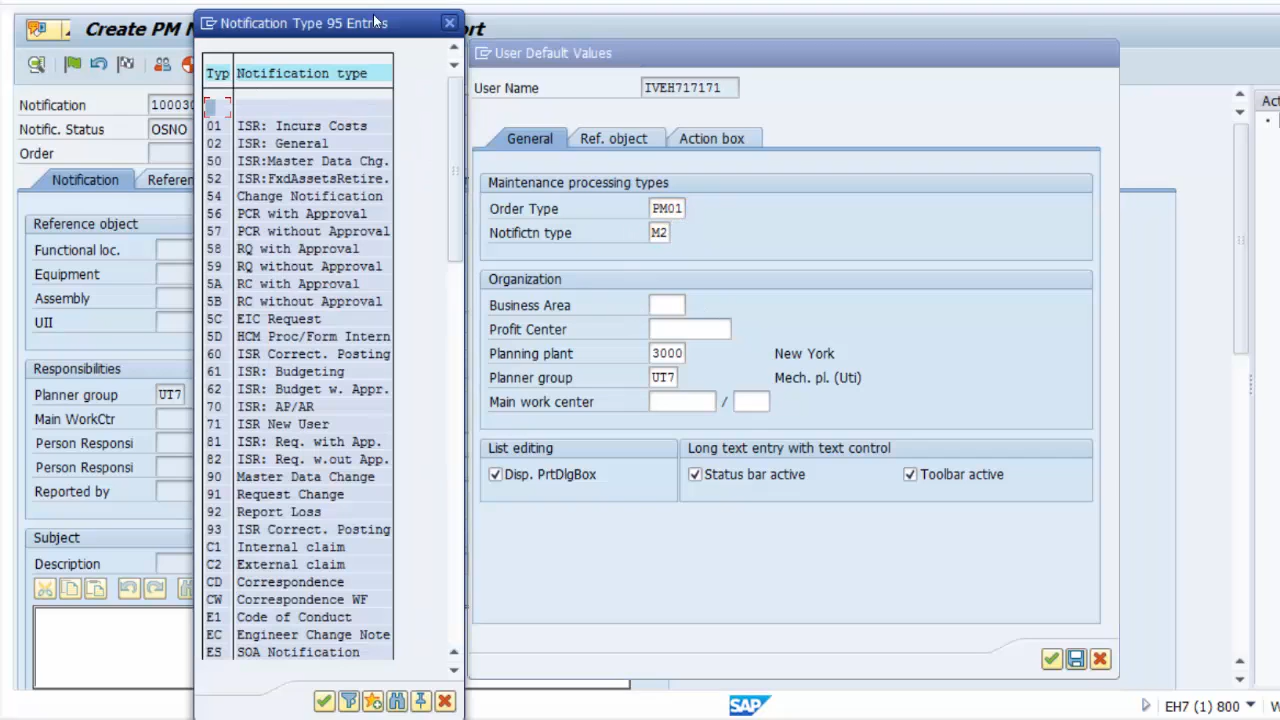 Create PM N
ort
Notification 100030
Notific. Status OSNO
Order
Notification Referen
Reference object
Functional loc.
Equipment
Assembly
UII
Responsibilities
Planner group UT7
Main WorkCtr
Person Responsi
Person Responsi
Reported by
Subject
Description
Notification Type 95 Entries
Typ Notification type
01 ISR: Incurs Costs
02 ISR: General
50 ISR:Master Data Chg.
52 ISR:FxdAssetsRetire.
54 Change Notification
56 PCR with Approval
57 PCR without Approval
58 RQ with Approval
59 RQ without Approval
5A RC with Approval
5B RC without Approval
5C EIC Request
5D HCM Proc/Form Intern
60 ISR Correct. Posting
61 ISR: Budgeting
62 ISR: Budget w. Appr.
70 ISR: AP/AR
71 ISR New User
81 ISR: Req. with App.
82 ISR: Req. w.out App.
90 Master Data Change
91 Request Change
92 Report Loss
93 ISR Correct. Posting
C1 Internal claim
C2 External claim
CD Correspondence
CW Correspondence WF
E1 Code of Conduct
EC Engineer Change Note
ES SOA Notification
User Default Values
User Name IVEH717171
General Ref. object Action box
Maintenance processing types
Order Type PM01
Notifictn type M2
Organization
Business Area
Profit Center
Planning plant 3000 New York
Planner group UT7 Mech. pl. (Uti)
Main work center /
List editing Long text entry with text control
Disp. PrtDlgBox Status bar active Toolbar active
Act
SAP
EH7 (1) 800